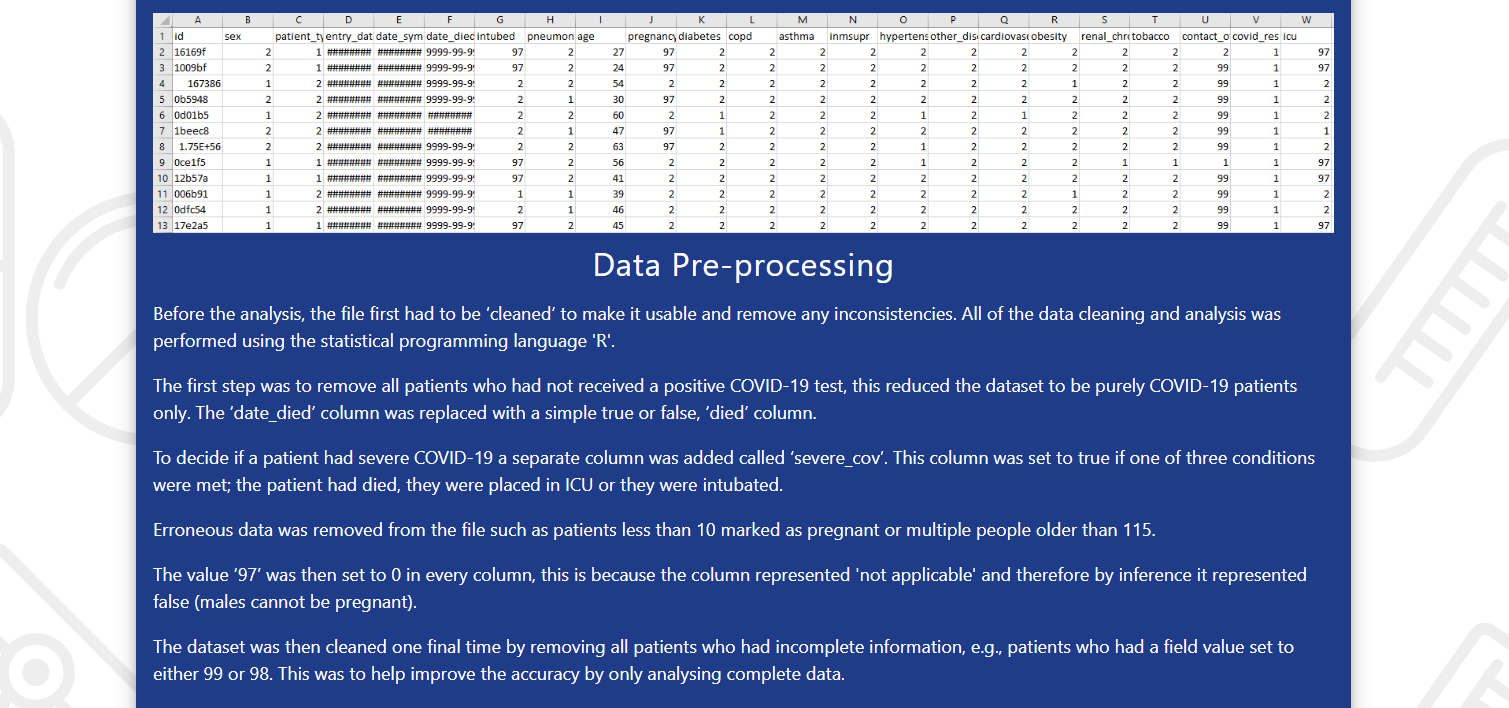 A B C D E F G H I J K L M N O P Q R S T U V W
1 id sex patient_ty entry_dat date_sym date_died intubed pneumon age pregnancy diabetes copd asthma inmsupr hypertens other_dise cardiovasc obesity renal_chro tobacco contact_o covid_res icu
2 16169f 2 1 ######## ######## 9999-99-99 97 2 27 97 2 2 2 2 2 2 2 2 2 2 2 1 97
3 1009bf 2 1 ######## ######## 9999-99-99 97 2 24 97 2 2 2 2 2 2 2 2 2 2 99 1 97
4 167386 1 2 ######## ######## 9999-99-99 2 2 54 2 2 2 2 2 2 2 2 1 2 2 99 1 2
5 0b5948 2 2 ######## ######## 9999-99-99 2 1 30 97 2 2 2 2 2 2 2 2 2 2 99 1 2
6 0d01b5 1 2 ######## ######## ######## 2 2 60 2 1 2 2 2 1 2 1 2 2 2 99 1 2
7 1beec8 2 2 ######## ######## ######## 2 1 47 97 1 2 2 2 2 2 2 2 2 2 99 1 1
8 1.75E+56 2 2 ######## ######## 9999-99-99 2 2 63 97 2 2 2 2 1 2 2 2 2 2 99 1 2
9 0ce1f5 1 1 ######## ######## 9999-99-99 97 2 56 2 2 2 2 2 1 2 2 2 1 1 1 1 97
10 12b57a 1 1 ######## ######## 9999-99-99 97 2 41 2 2 2 2 2 2 2 2 2 2 2 99 1 97
11 006b91 1 2 ######## ######## 9999-99-99 1 1 39 2 2 2 2 2 2 2 2 1 2 2 99 1 2
12 0dfc54 1 2 ######## ######## 9999-99-99 2 1 46 2 2 2 2 2 2 2 2 2 2 2 99 1 2
13 17e2a5 1 1 ######## ######## 9999-99-99 97 2 45 2 2 2 2 2 2 2 2 2 2 2 99 1 97
Data Pre-processing
Before the analysis, the file first had to be ‘cleaned’ to make it usable and remove any inconsistencies. All of the data cleaning and analysis was
performed using the statistical programming language 'R'.
The first step was to remove all patients who had not received a positive COVID-19 test, this reduced the dataset to be purely COVID-19 patients
only. The ‘date_died’ column was replaced with a simple true or false, ‘died’ column.
To decide if a patient had severe COVID-19 a separate column was added called ‘severe_cov’. This column was set to true if one of three conditions
were met; the patient had died, they were placed in ICU or they were intubated.
Erroneous data was removed from the file such as patients less than 10 marked as pregnant or multiple people older than 115.
The value ‘97’ was then set to 0 in every column, this is because the column represented 'not applicable' and therefore by inference it represented
false (males cannot be pregnant).
The dataset was then cleaned one final time by removing all patients who had incomplete information, e.g., patients who had a field value set to
either 99 or 98. This was to help improve the accuracy by only analysing complete data.